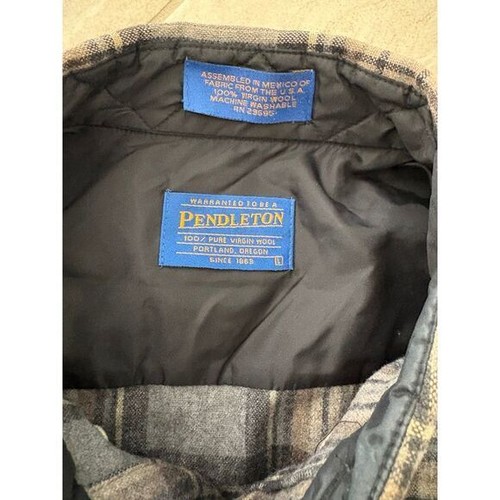 ASSEMBLED IN MEXICO OF
FABRIC FROM THE U.S.A.
100% VIRGIN WOOL
MACHINE WASHABLE
RN 29685
WARRANTED TO BE A
PENDLETON
100% PURE VIRGIN WOOL
PORTLAND, OREGON
SINCE 1863 L